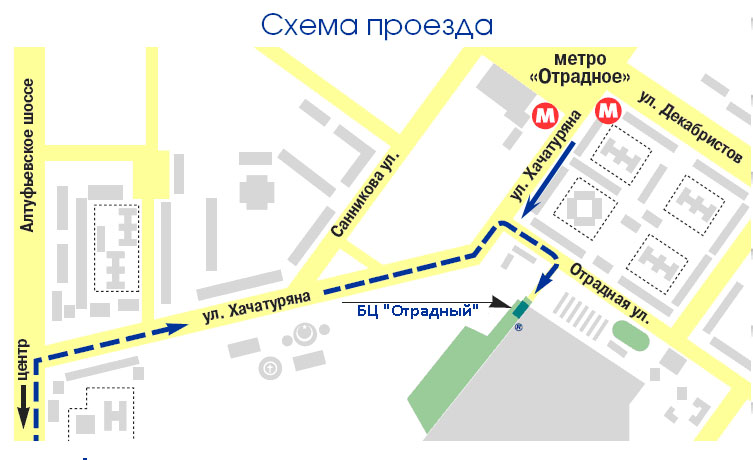 Схема проезда
метро
«Отрадное»
М
М
ул. Декабристов
Алтуфьевское шоссе
ул. Хачатуряна
Санникова ул.
Отрадная ул.
ул. Хачатуряна
БЦ "Отрадный"
®
центр